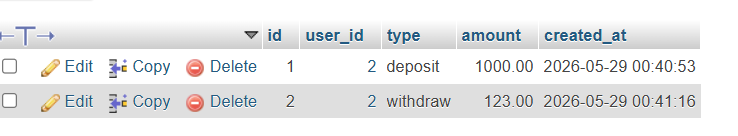 id user_id type amount created_at
Edit Copy Delete 1 2 deposit 1000.00 2026-05-29 00:40:53
Edit Copy Delete 2 2 withdraw 123.00 2026-05-29 00:41:16